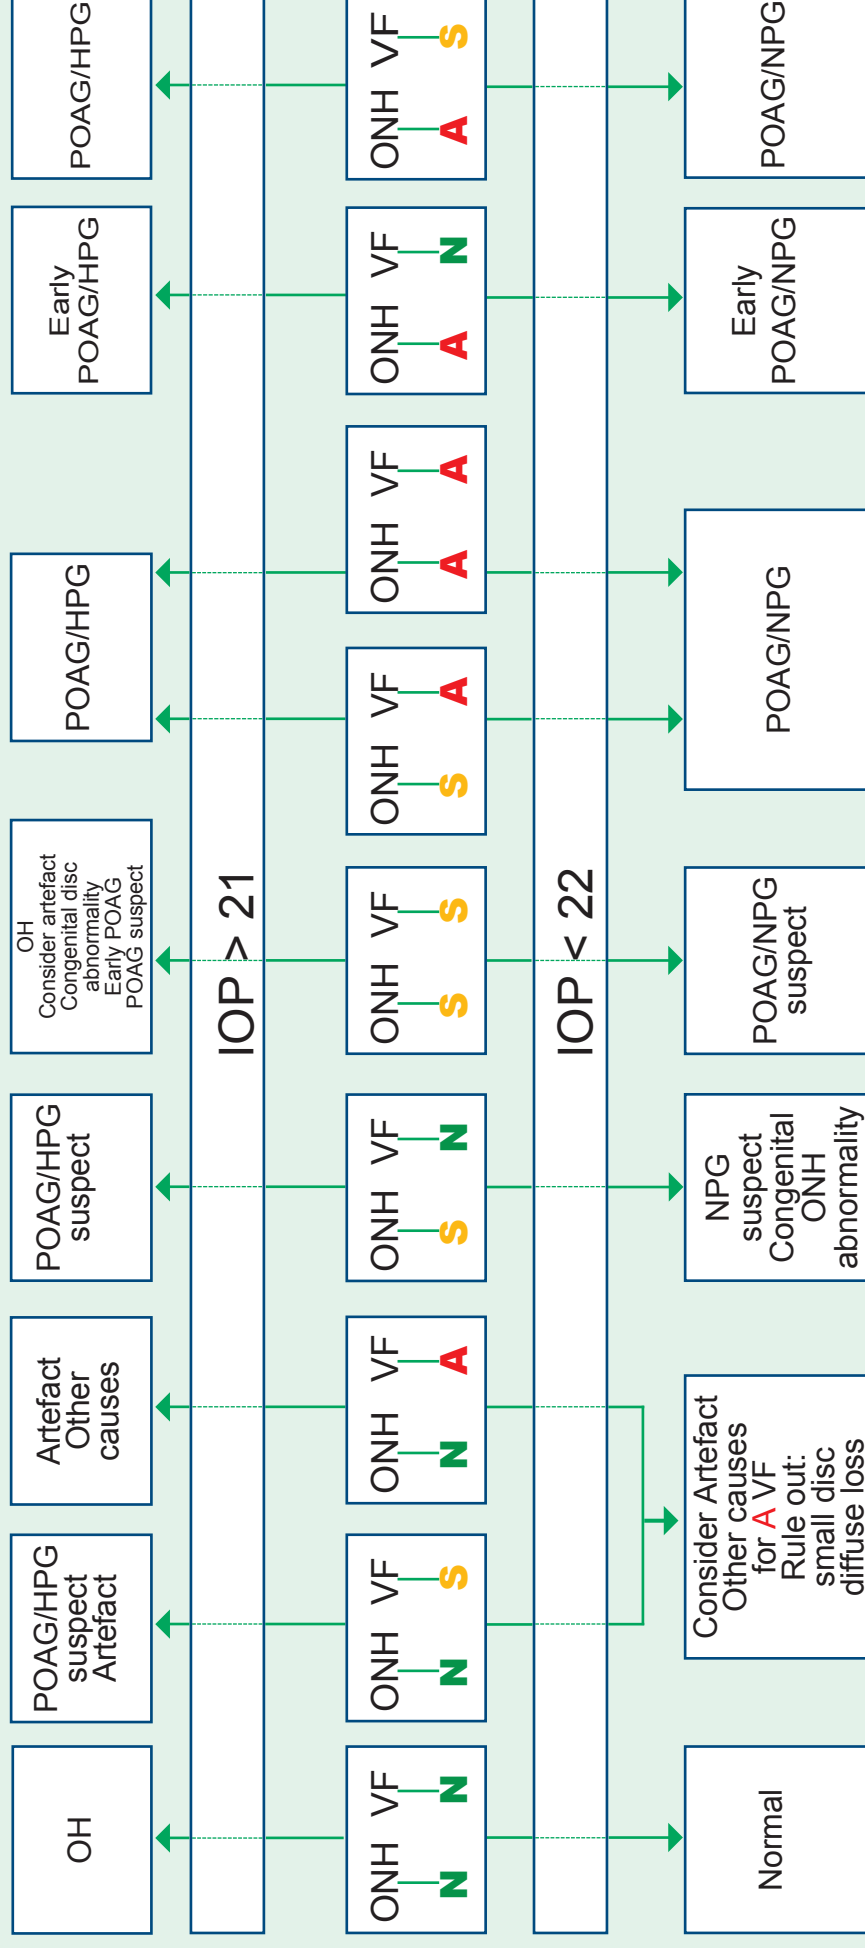 OH
POAG/HPG
suspect
Artefact
Artefact
Other
causes
POAG/HPG
suspect
OH
Consider artefact
Congenital disc
abnormality
Early POAG
POAG suspect
POAG/HPG
Early
POAG/HPG
POAG/HPG
IOP > 21
ONH VF
N N
ONH VF
N S
ONH VF
N A
ONH VF
S N
ONH VF
S S
ONH VF
S A
ONH VF
A A
ONH VF
A N
ONH VF
A S
IOP < 22
Normal
Consider Artefact
Other causes
for A VF
Rule out:
small disc
diffuse loss
NPG
suspect
Congenital
ONH
abnormality
POAG/NPG
suspect
POAG/NPG
Early
POAG/NPG
POAG/NPG